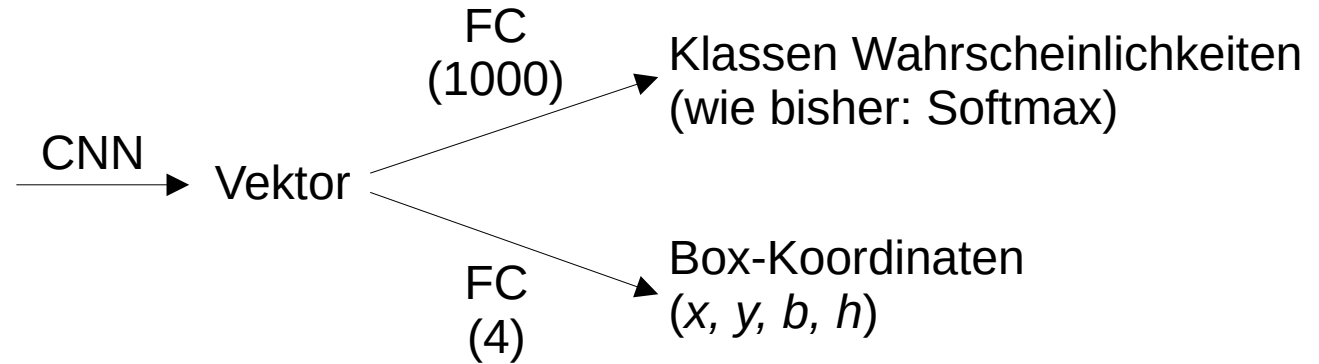 CNN
Vektor
FC
(1000)
Klassen Wahrscheinlichkeiten
(wie bisher: Softmax)
FC
(4)
Box-Koordinaten
(x, y, b, h)